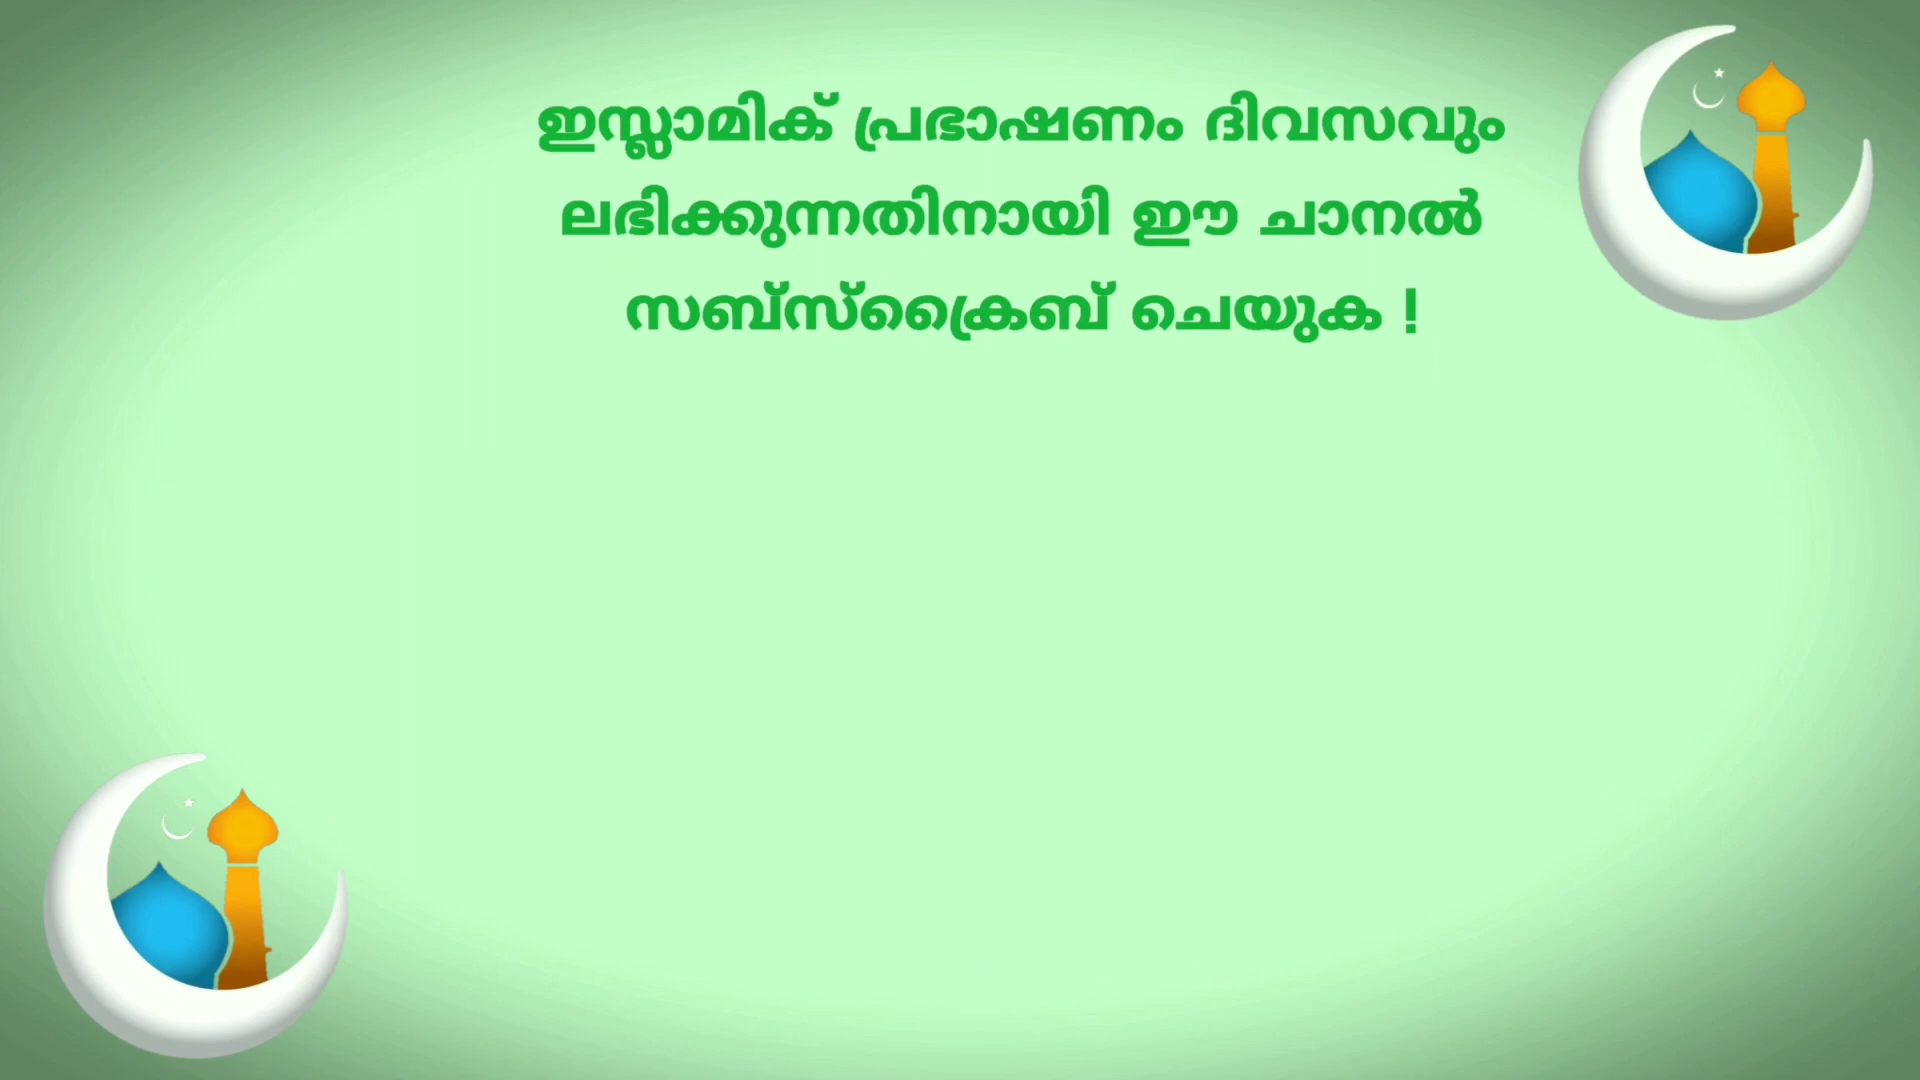 ഇസ്ലാമിക് പ്രഭാഷണം ദിവസവും
ലഭിക്കുന്നതിനായി ഈ ചാനൽ
സബ്സ്ക്രൈബ് ചെയുക !